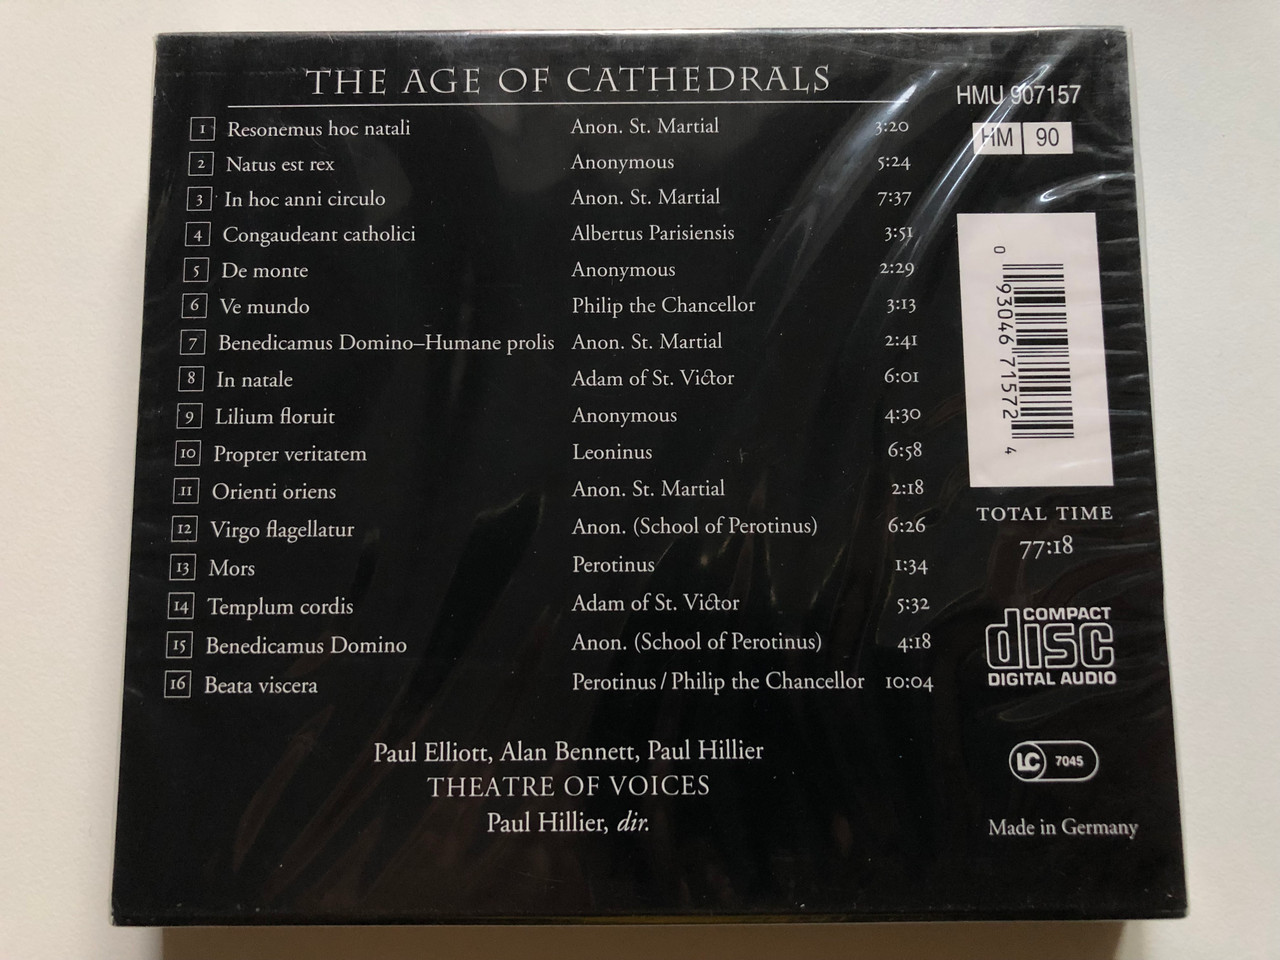 THE AGE OF CATHEDRALS
HMU 907157
HM 90
1 Resonemus hoc natali Anon. St. Martial 3:20
2 Natus est rex Anonymous 5:24
3 In hoc anni circulo Anon. St. Martial 7:37
4 Congaudeant catholici Albertus Parisiensis 3:51
5 De monte Anonymous 2:29
6 Ve mundo Philip the Chancellor 3:13
7 Benedicamus Domino–Humane prolis Anon. St. Martial 2:41
8 In natale Adam of St. Victor 6:01
9 Lilium floruit Anonymous 4:30
10 Propter veritatem Leoninus 6:58
11 Orienti oriens Anon. St. Martial 2:18
12 Virgo flagellatur Anon. (School of Perotinus) 6:26
13 Mors Perotinus 1:34
14 Templum cordis Adam of St. Victor 5:32
15 Benedicamus Domino Anon. (School of Perotinus) 4:18
16 Beata viscera Perotinus / Philip the Chancellor 10:04
0 93046 71572 4
TOTAL TIME
77:18
COMPACT
disc
DIGITAL AUDIO
LC 7045
Made in Germany
Paul Elliott, Alan Bennett, Paul Hillier
THEATRE OF VOICES
Paul Hillier, dir.